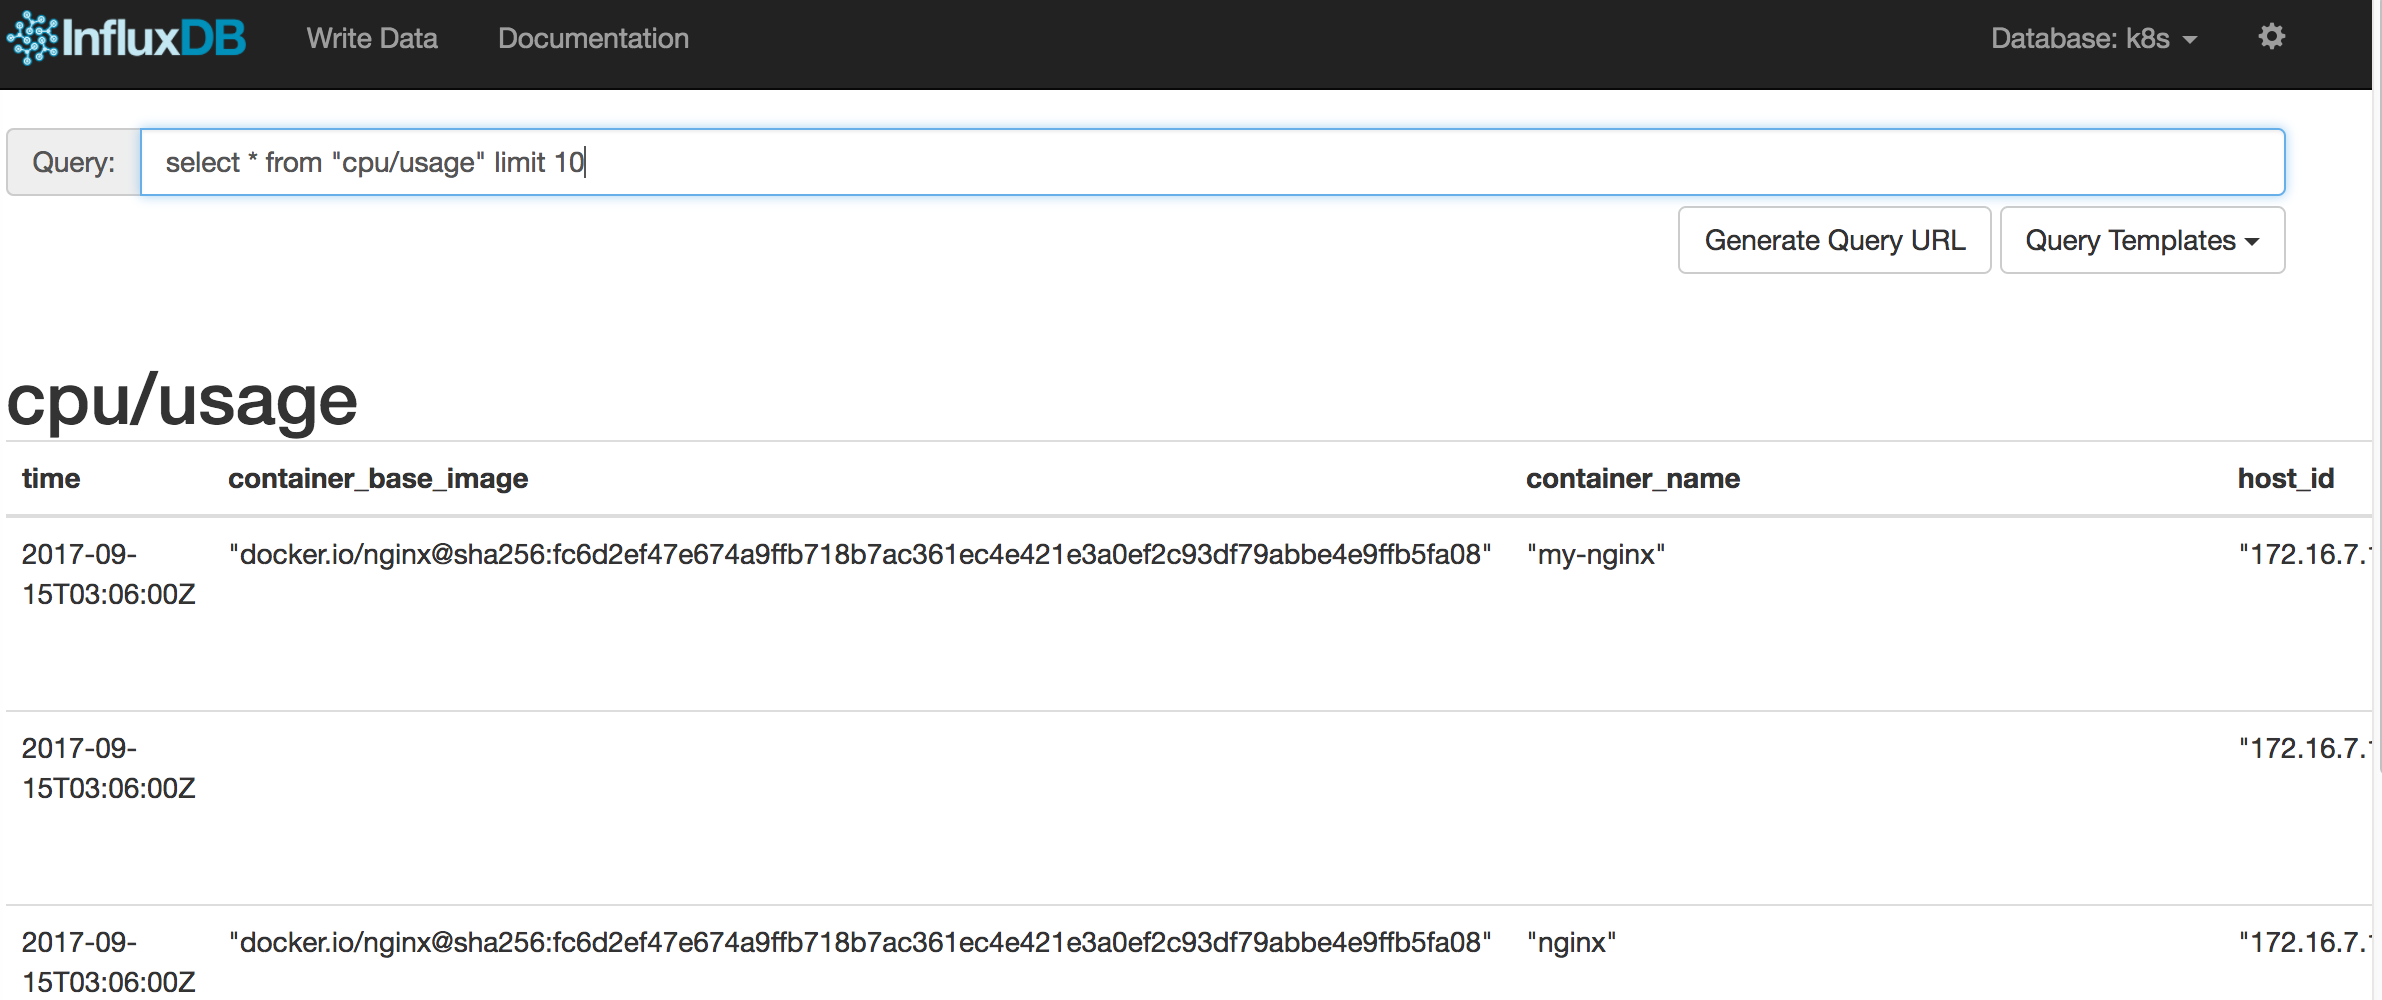 InfluxDB Write Data Documentation Database: k8s
Query: select * from "cpu/usage" limit 10
Generate Query URL Query Templates
cpu/usage
time container_base_image container_name host_id
2017-09- "docker.io/nginx@sha256:fc6d2ef47e674a9ffb718b7ac361ec4e421e3a0ef2c93df79abbe4e9ffb5fa08" "my-nginx" "172.16.7.
15T03:06:00Z
2017-09- "172.16.7.
15T03:06:00Z
2017-09- "docker.io/nginx@sha256:fc6d2ef47e674a9ffb718b7ac361ec4e421e3a0ef2c93df79abbe4e9ffb5fa08" "nginx" "172.16.7.
15T03:06:00Z